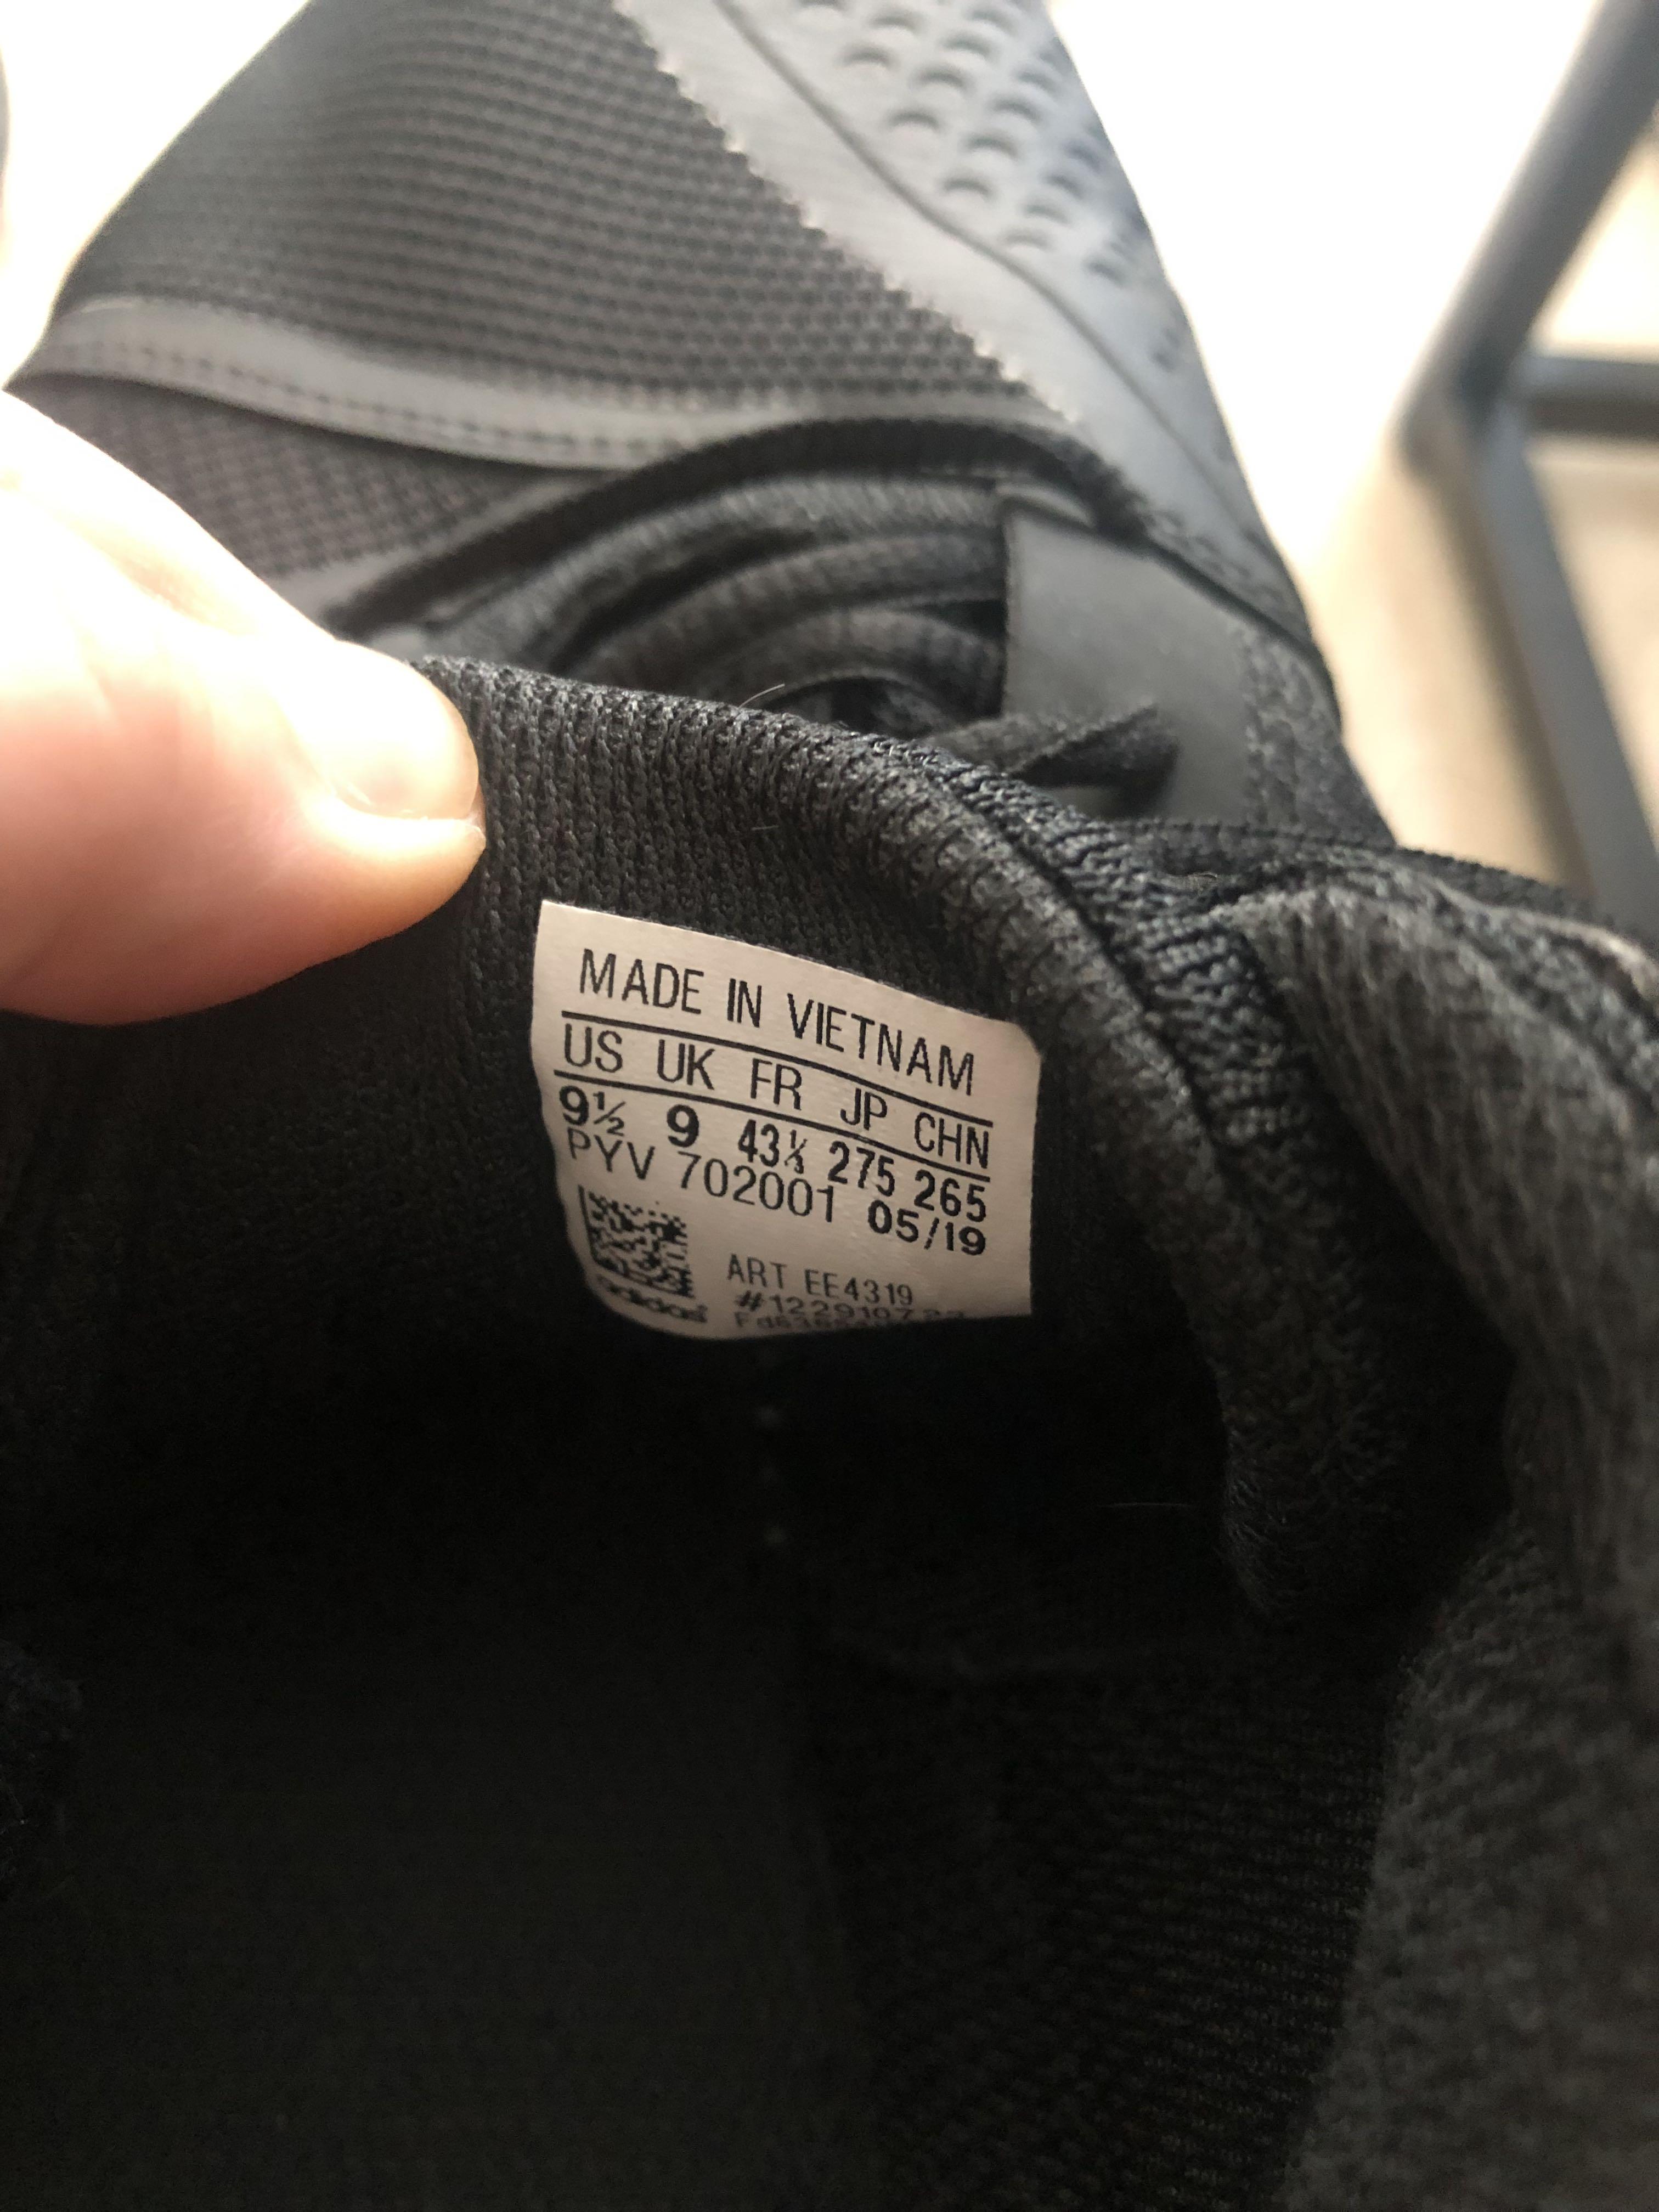 MADE IN VIETNAM
US UK FR JP CHN
9½ 9 43⅓ 275 265
PYV 702001 05/19
ART EE4319
adidas